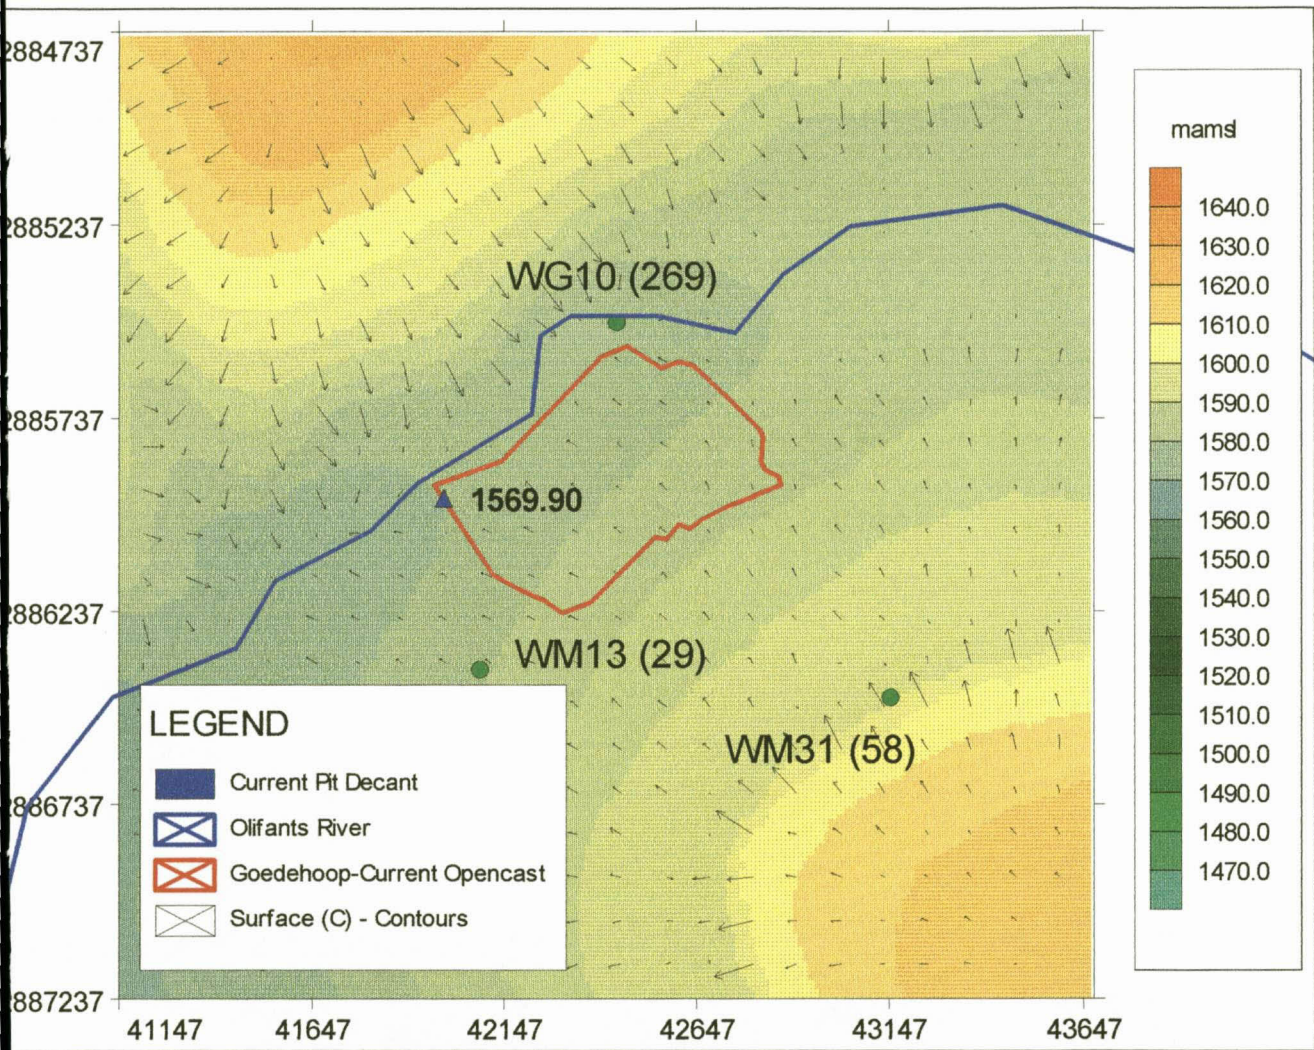 2884737
2885237
2885737
2886237
2886737
2887237
41147 41647 42147 42647 43147 43647
WG10 (269)
1569.90
WM13 (29)
WM31 (58)
LEGEND
Current Pit Decant
Olifants River
Goedehoop-Current Opencast
Surface (C) - Contours
mamsl
1640.0
1630.0
1620.0
1610.0
1600.0
1590.0
1580.0
1570.0
1560.0
1550.0
1540.0
1530.0
1520.0
1510.0
1500.0
1490.0
1480.0
1470.0